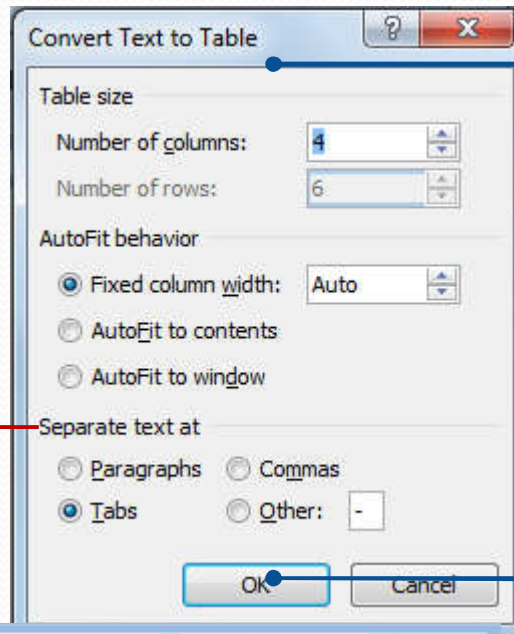 Convert Text to Table
Table size
Number of columns: 4
Number of rows: 6
AutoFit behavior
Fixed column width: Auto
AutoFit to contents
AutoFit to window
Separate text at
Paragraphs Commas
Tabs Other: -
OK Cancel